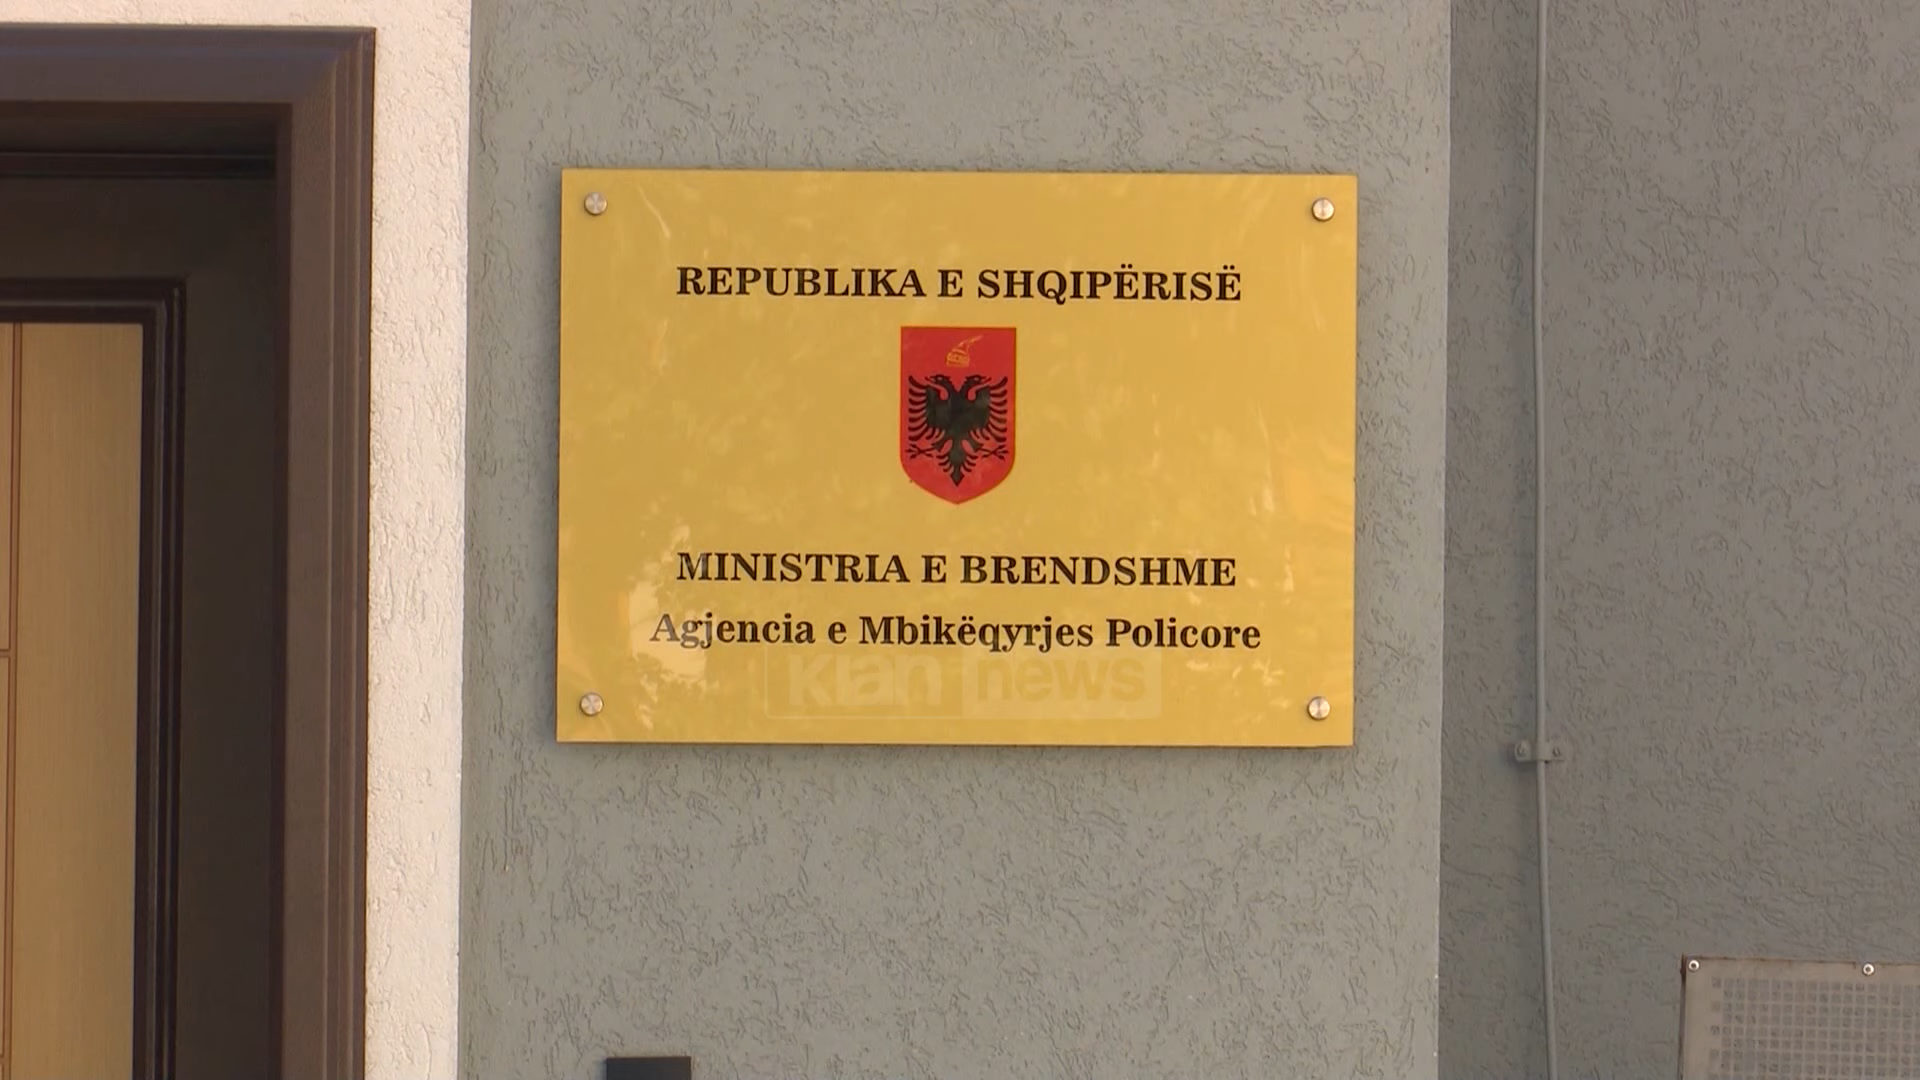 REPUBLIKA E SHQIPËRISË
MINISTRIA E BRENDSHME
Agjencia e Mbikëqyrjes Policore
klan news